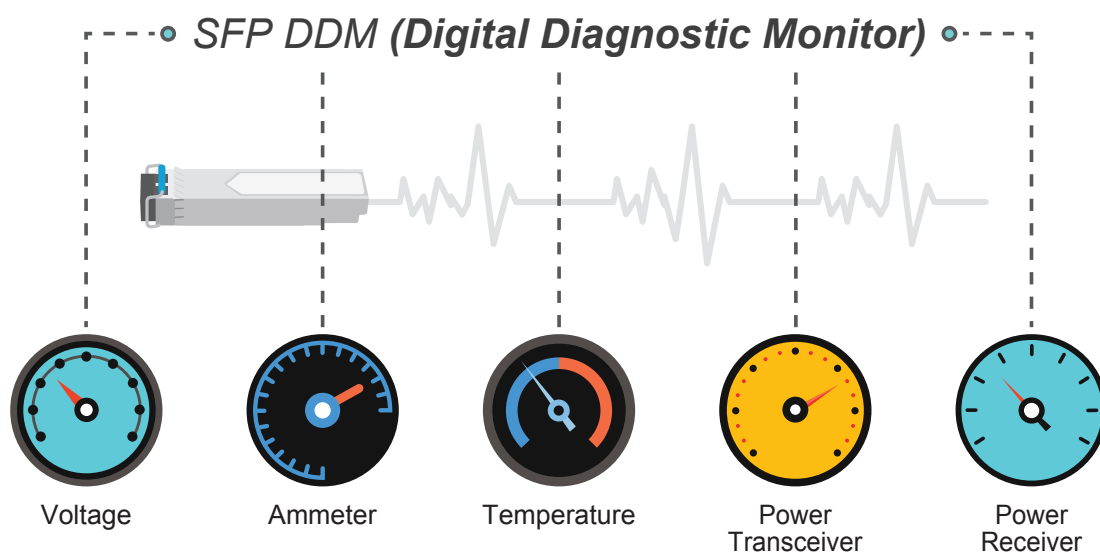 SFP DDM (Digital Diagnostic Monitor)
Voltage
Ammeter
Temperature
Power
Transceiver
Power
Receiver